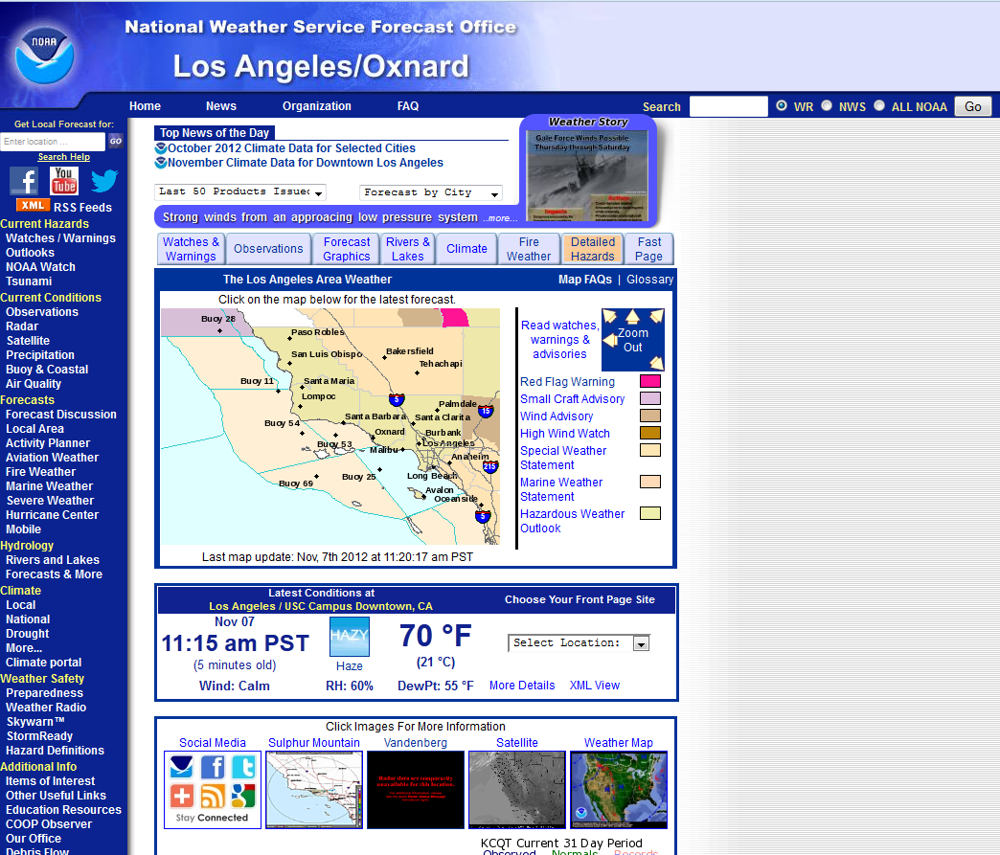 NOAA
National Weather Service Forecast Office
Los Angeles/Oxnard
Home News Organization FAQ
Search WR NWS ALL NOAA Go
Get Local Forecast for:
Enter location ... GO
Search Help
You Tube
XML RSS Feeds
Current Hazards
Watches / Warnings
Outlooks
NOAA Watch
Tsunami
Current Conditions
Observations
Radar
Satellite
Precipitation
Buoy & Coastal
Air Quality
Forecasts
Forecast Discussion
Local Area
Activity Planner
Aviation Weather
Fire Weather
Marine Weather
Severe Weather
Hurricane Center
Mobile
Hydrology
Rivers and Lakes
Forecasts & More
Climate
Local
National
Drought
More...
Climate portal
Weather Safety
Preparedness
Weather Radio
Skywarn™
StormReady
Hazard Definitions
Additional Info
Items of Interest
Other Useful Links
Education Resources
COOP Observer
Our Office
Debris Flow
Top News of the Day
October 2012 Climate Data for Selected Cities
November Climate Data for Downtown Los Angeles
Last 50 Products Issue Forecast by City
Weather Story
Gale Force Winds Possible
Thursday through Saturday
Impacts Actions
Strong winds from an approacing low pressure system ..more...
Watches & Warnings
Observations
Forecast Graphics
Rivers & Lakes
Climate
Fire Weather
Detailed Hazards
Fast Page
The Los Angeles Area Weather Map FAQs | Glossary
Click on the map below for the latest forecast.
Buoy 28
Paso Robles
San Luis Obispo
Bakersfield
Tehachapi
Buoy 11
Santa Maria
Lompoc
5
Palmdale
15
Buoy 54
Santa Barbara
Santa Clarita
Oxnard
Burbank
Buoy 53
Malibu
Los Angeles
Anaheim
215
Buoy 69
Buoy 25
Long Beach
Avalon
Oceanside
5
Read watches,
warnings &
advisories
Zoom
Out
Red Flag Warning
Small Craft Advisory
Wind Advisory
High Wind Watch
Special Weather
Statement
Marine Weather
Statement
Hazardous Weather
Outlook
Last map update: Nov, 7th 2012 at 11:20:17 am PST
Latest Conditions at
Los Angeles / USC Campus Downtown, CA
Choose Your Front Page Site
Nov 07
11:15 am PST
(5 minutes old)
Wind: Calm
HAZY
Haze
RH: 60%
70 °F
(21 °C)
DewPt: 55 °F
Select Location:
More Details XML View
Click Images For More Information
Social Media Sulphur Mountain Vandenberg Satellite Weather Map
Stay Connected
Radar data are temporarily
unavailable for this location.
KCQT Current 31 Day Period
Observed Normals Records